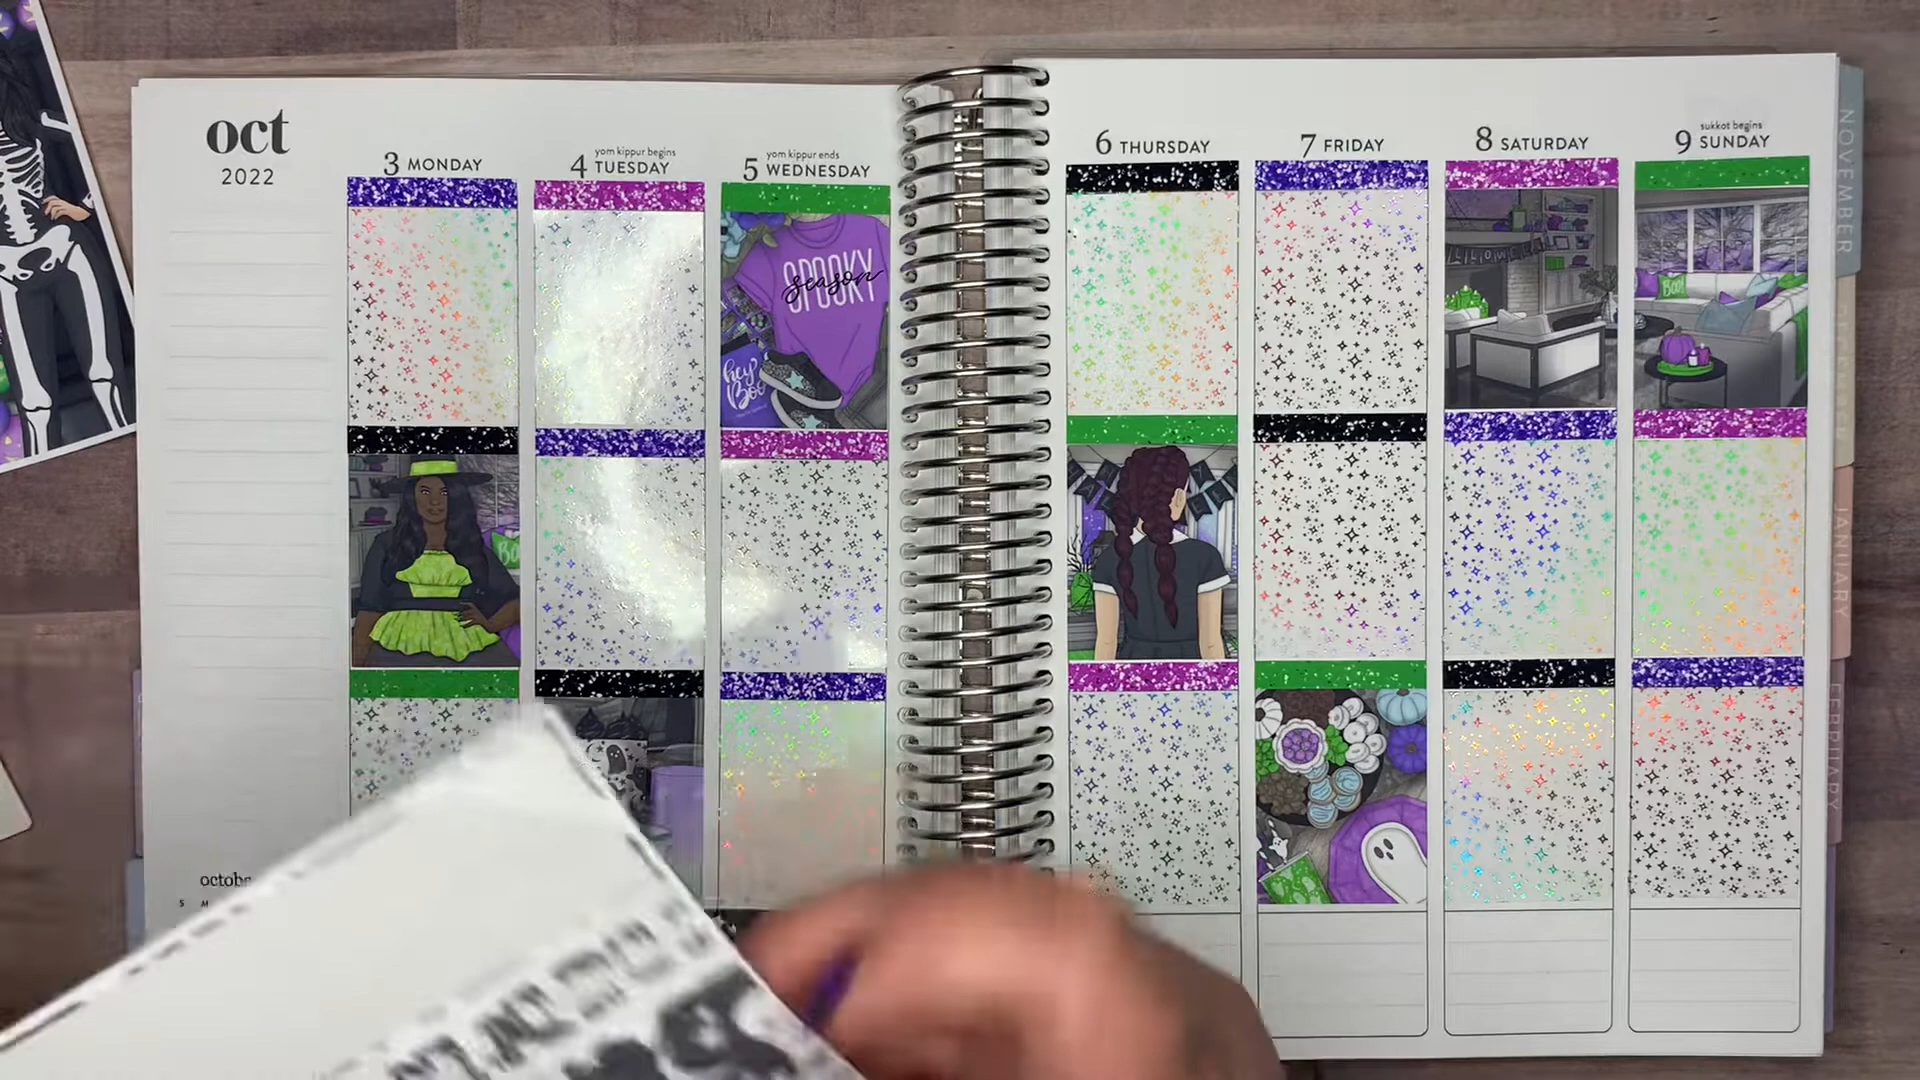 oct
2022
3 MONDAY
yom kippur begins
4 TUESDAY
yom kippur ends
5 WEDNESDAY
6 THURSDAY
7 FRIDAY
8 SATURDAY
sukkot begins
9 SUNDAY
SPOOKY
season
hey
Boo
BOO!
NOVEMBER
JANUARY
FEBRUARY
S M